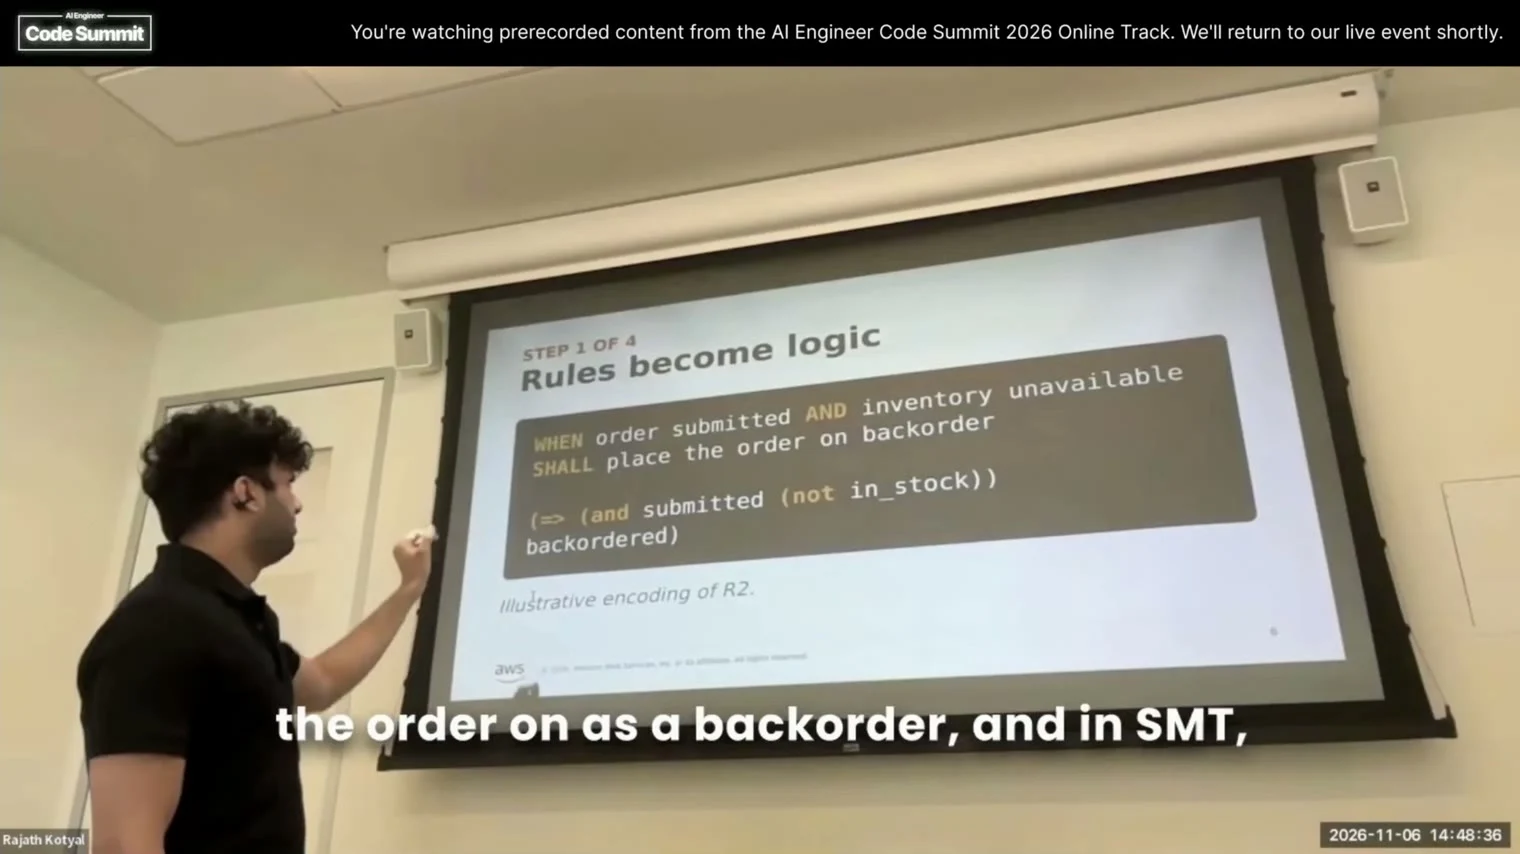 AI Engineer
Code Summit
You're watching prerecorded content from the AI Engineer Code Summit 2026 Online Track. We'll return to our live event shortly.
STEP 1 OF 4
Rules become logic
WHEN order submitted AND inventory unavailable
SHALL place the order on backorder
(=> (and submitted (not in_stock))
backordered)
Illustrative encoding of R2.
6
aws
the order on as a backorder, and in SMT,
Rajath Kotyal
2026-11-06 14:48:36